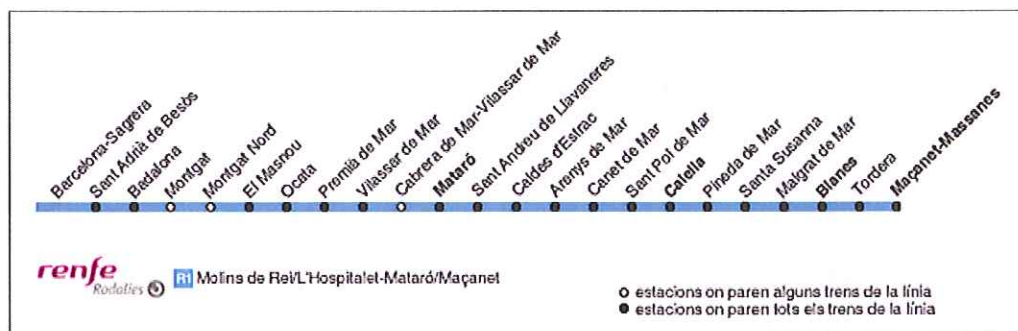 Barcelona-Sagrera
Sant Adrià de Besòs
Badalona
Montgat
Montgat Nord
El Masnou
Ocata
Premià de Mar
Vilasser de Mar
Cabrera de Mar-Vilassar de Mar
Mataró
Sant Andreu de Llavaneres
Caldes d'Estrac
Arenys de Mar
Canet de Mar
Sant Pol de Mar
Calella
Pineda de Mar
Santa Susanna
Malgrat de Mar
Blanes
Tordera
Maçanet-Massanes
renfe
Rodalies
R1 Molins de Rei/L'Hospitalet-Mataró/Maçanet
estacions on paren alguns trens de la línia
estacions on paren tots els trens de la línia